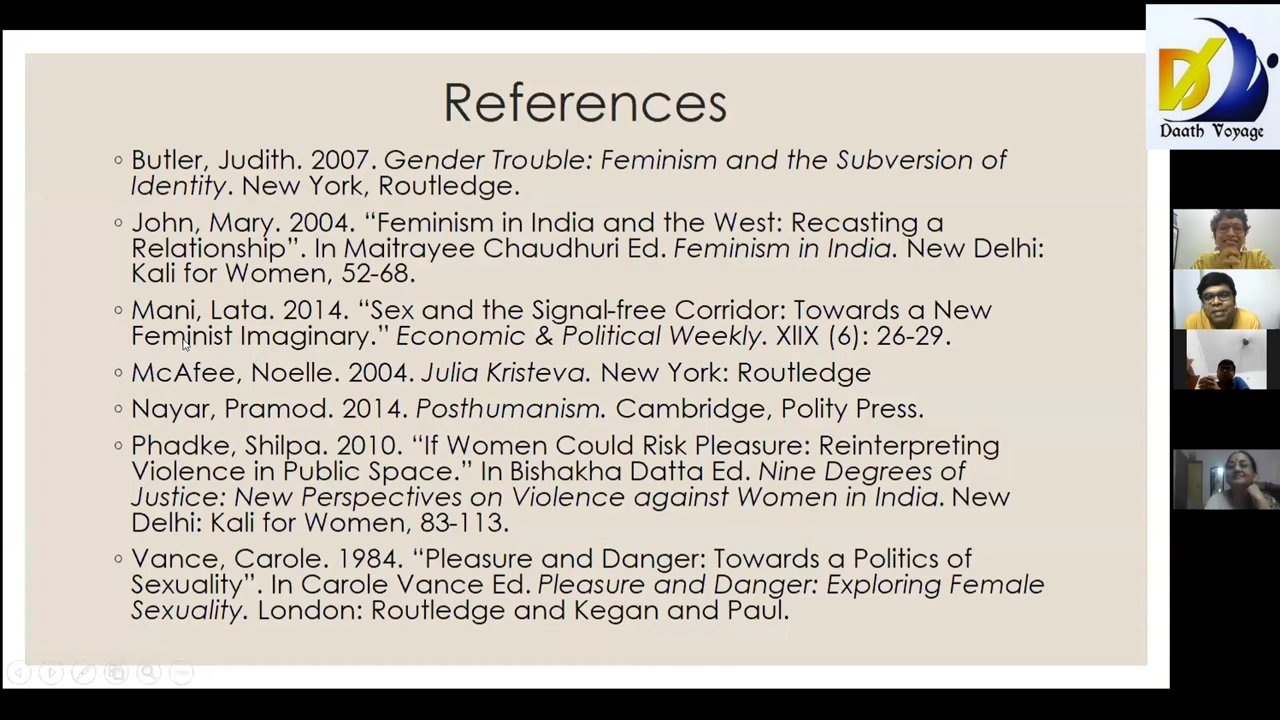 References
Butler, Judith. 2007. Gender Trouble: Feminism and the Subversion of
Identity. New York, Routledge.
John, Mary. 2004. “Feminism in India and the West: Recasting a
Relationship”. In Maitrayee Chaudhuri Ed. Feminism in India. New Delhi:
Kali for Women, 52-68.
Mani, Lata. 2014. “Sex and the Signal-free Corridor: Towards a New
Feminist Imaginary.” Economic & Political Weekly. XIIX (6): 26-29.
McAfee, Noelle. 2004. Julia Kristeva. New York: Routledge
Nayar, Pramod. 2014. Posthumanism. Cambridge, Polity Press.
Phadke, Shilpa. 2010. “If Women Could Risk Pleasure: Reinterpreting
Violence in Public Space.” In Bishakha Datta Ed. Nine Degrees of
Justice: New Perspectives on Violence against Women in India. New
Delhi: Kali for Women, 83-113.
Vance, Carole. 1984. “Pleasure and Danger: Towards a Politics of
Sexuality”. In Carole Vance Ed. Pleasure and Danger: Exploring Female
Sexuality. London: Routledge and Kegan and Paul.
DV
Daath Voyage